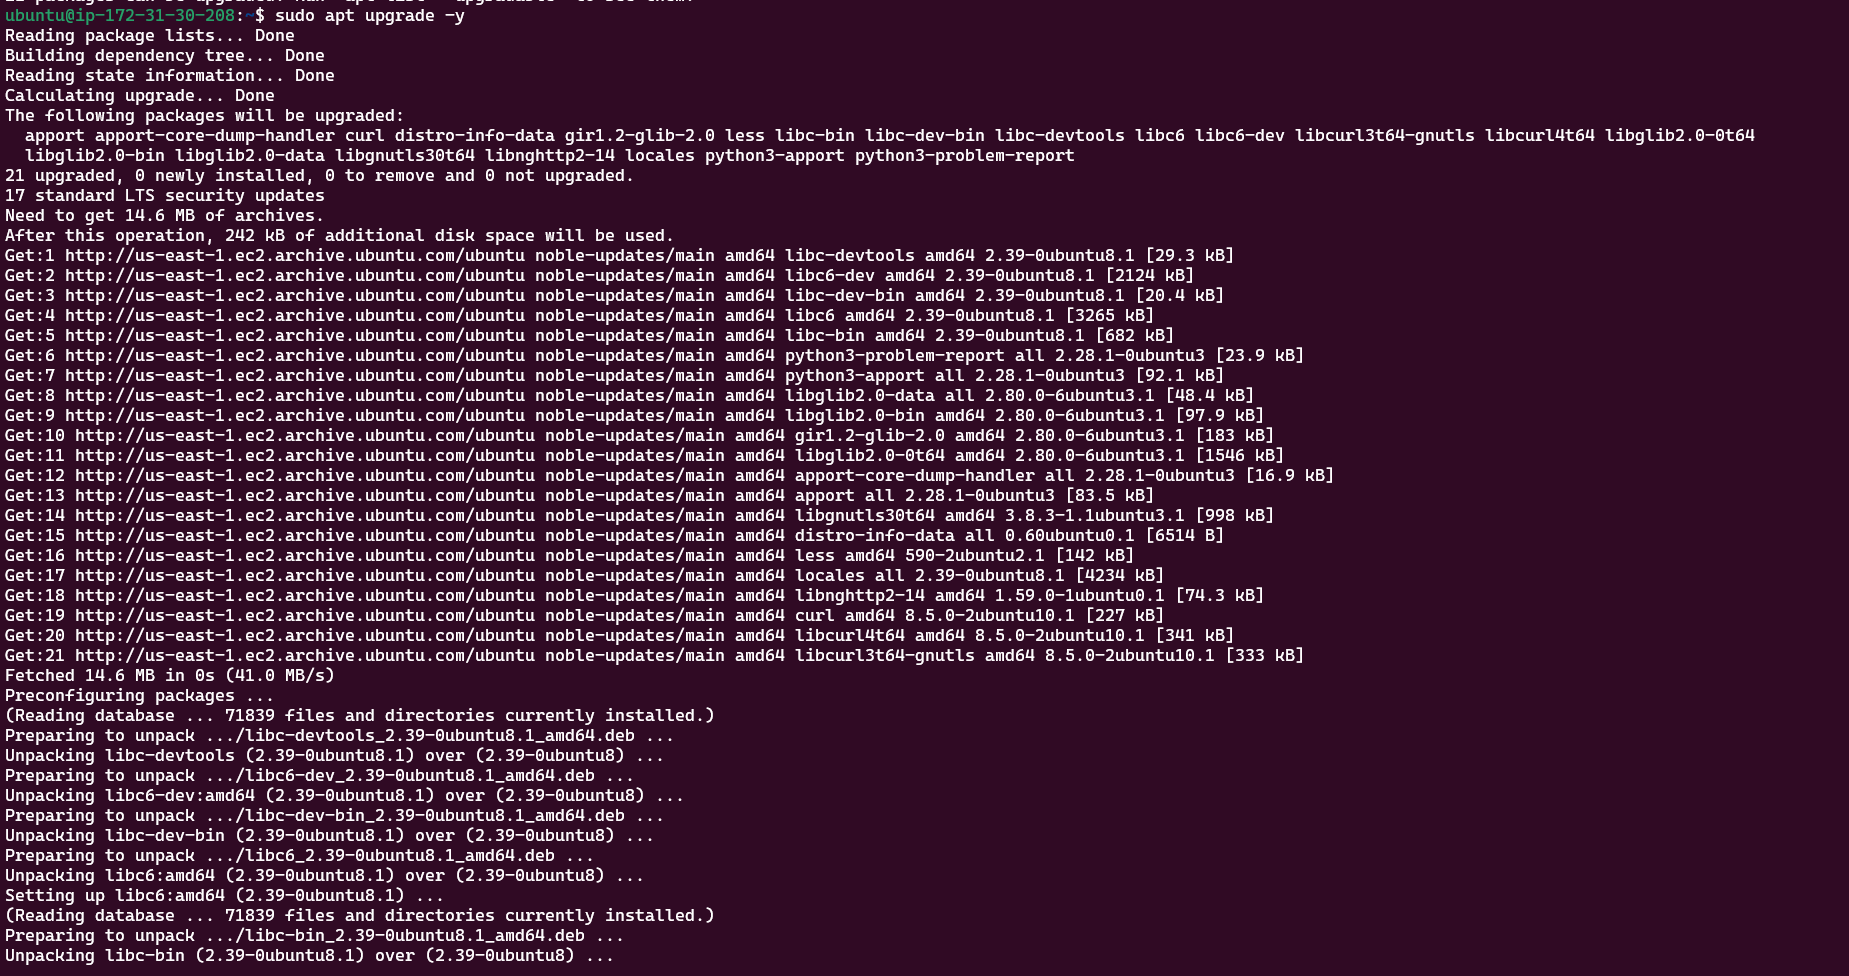 ubuntu@ip-172-31-30-208:~$ sudo apt upgrade -y
Reading package lists... Done
Building dependency tree... Done
Reading state information... Done
Calculating upgrade... Done
The following packages will be upgraded:
  apport apport-core-dump-handler curl distro-info-data gir1.2-glib-2.0 less libc-bin libc-dev-bin libc-devtools libc6 libc6-dev libcurl3t64-gnutls libcurl4t64 libglib2.0-0t64
  libglib2.0-bin libglib2.0-data libgnutls30t64 libnghttp2-14 locales python3-apport python3-problem-report
21 upgraded, 0 newly installed, 0 to remove and 0 not upgraded.
17 standard LTS security updates
Need to get 14.6 MB of archives.
After this operation, 242 kB of additional disk space will be used.
Get:1 http://us-east-1.ec2.archive.ubuntu.com/ubuntu noble-updates/main amd64 libc-devtools amd64 2.39-0ubuntu8.1 [29.3 kB]
Get:2 http://us-east-1.ec2.archive.ubuntu.com/ubuntu noble-updates/main amd64 libc6-dev amd64 2.39-0ubuntu8.1 [2124 kB]
Get:3 http://us-east-1.ec2.archive.ubuntu.com/ubuntu noble-updates/main amd64 libc-dev-bin amd64 2.39-0ubuntu8.1 [20.4 kB]
Get:4 http://us-east-1.ec2.archive.ubuntu.com/ubuntu noble-updates/main amd64 libc6 amd64 2.39-0ubuntu8.1 [3265 kB]
Get:5 http://us-east-1.ec2.archive.ubuntu.com/ubuntu noble-updates/main amd64 libc-bin amd64 2.39-0ubuntu8.1 [682 kB]
Get:6 http://us-east-1.ec2.archive.ubuntu.com/ubuntu noble-updates/main amd64 python3-problem-report all 2.28.1-0ubuntu3 [23.9 kB]
Get:7 http://us-east-1.ec2.archive.ubuntu.com/ubuntu noble-updates/main amd64 python3-apport all 2.28.1-0ubuntu3 [92.1 kB]
Get:8 http://us-east-1.ec2.archive.ubuntu.com/ubuntu noble-updates/main amd64 libglib2.0-data all 2.80.0-6ubuntu3.1 [48.4 kB]
Get:9 http://us-east-1.ec2.archive.ubuntu.com/ubuntu noble-updates/main amd64 libglib2.0-bin amd64 2.80.0-6ubuntu3.1 [97.9 kB]
Get:10 http://us-east-1.ec2.archive.ubuntu.com/ubuntu noble-updates/main amd64 gir1.2-glib-2.0 amd64 2.80.0-6ubuntu3.1 [183 kB]
Get:11 http://us-east-1.ec2.archive.ubuntu.com/ubuntu noble-updates/main amd64 libglib2.0-0t64 amd64 2.80.0-6ubuntu3.1 [1546 kB]
Get:12 http://us-east-1.ec2.archive.ubuntu.com/ubuntu noble-updates/main amd64 apport-core-dump-handler all 2.28.1-0ubuntu3 [16.9 kB]
Get:13 http://us-east-1.ec2.archive.ubuntu.com/ubuntu noble-updates/main amd64 apport all 2.28.1-0ubuntu3 [83.5 kB]
Get:14 http://us-east-1.ec2.archive.ubuntu.com/ubuntu noble-updates/main amd64 libgnutls30t64 amd64 3.8.3-1.1ubuntu3.1 [998 kB]
Get:15 http://us-east-1.ec2.archive.ubuntu.com/ubuntu noble-updates/main amd64 distro-info-data all 0.60ubuntu0.1 [6514 B]
Get:16 http://us-east-1.ec2.archive.ubuntu.com/ubuntu noble-updates/main amd64 less amd64 590-2ubuntu2.1 [142 kB]
Get:17 http://us-east-1.ec2.archive.ubuntu.com/ubuntu noble-updates/main amd64 locales all 2.39-0ubuntu8.1 [4234 kB]
Get:18 http://us-east-1.ec2.archive.ubuntu.com/ubuntu noble-updates/main amd64 libnghttp2-14 amd64 1.59.0-1ubuntu0.1 [74.3 kB]
Get:19 http://us-east-1.ec2.archive.ubuntu.com/ubuntu noble-updates/main amd64 curl amd64 8.5.0-2ubuntu10.1 [227 kB]
Get:20 http://us-east-1.ec2.archive.ubuntu.com/ubuntu noble-updates/main amd64 libcurl4t64 amd64 8.5.0-2ubuntu10.1 [341 kB]
Get:21 http://us-east-1.ec2.archive.ubuntu.com/ubuntu noble-updates/main amd64 libcurl3t64-gnutls amd64 8.5.0-2ubuntu10.1 [333 kB]
Fetched 14.6 MB in 0s (41.0 MB/s)
Preconfiguring packages ...
(Reading database ... 71839 files and directories currently installed.)
Preparing to unpack .../libc-devtools_2.39-0ubuntu8.1_amd64.deb ...
Unpacking libc-devtools (2.39-0ubuntu8.1) over (2.39-0ubuntu8) ...
Preparing to unpack .../libc6-dev_2.39-0ubuntu8.1_amd64.deb ...
Unpacking libc6-dev:amd64 (2.39-0ubuntu8.1) over (2.39-0ubuntu8) ...
Preparing to unpack .../libc-dev-bin_2.39-0ubuntu8.1_amd64.deb ...
Unpacking libc-dev-bin (2.39-0ubuntu8.1) over (2.39-0ubuntu8) ...
Preparing to unpack .../libc6_2.39-0ubuntu8.1_amd64.deb ...
Unpacking libc6:amd64 (2.39-0ubuntu8.1) over (2.39-0ubuntu8) ...
Setting up libc6:amd64 (2.39-0ubuntu8.1) ...
(Reading database ... 71839 files and directories currently installed.)
Preparing to unpack .../libc-bin_2.39-0ubuntu8.1_amd64.deb ...
Unpacking libc-bin (2.39-0ubuntu8.1) over (2.39-0ubuntu8) ...